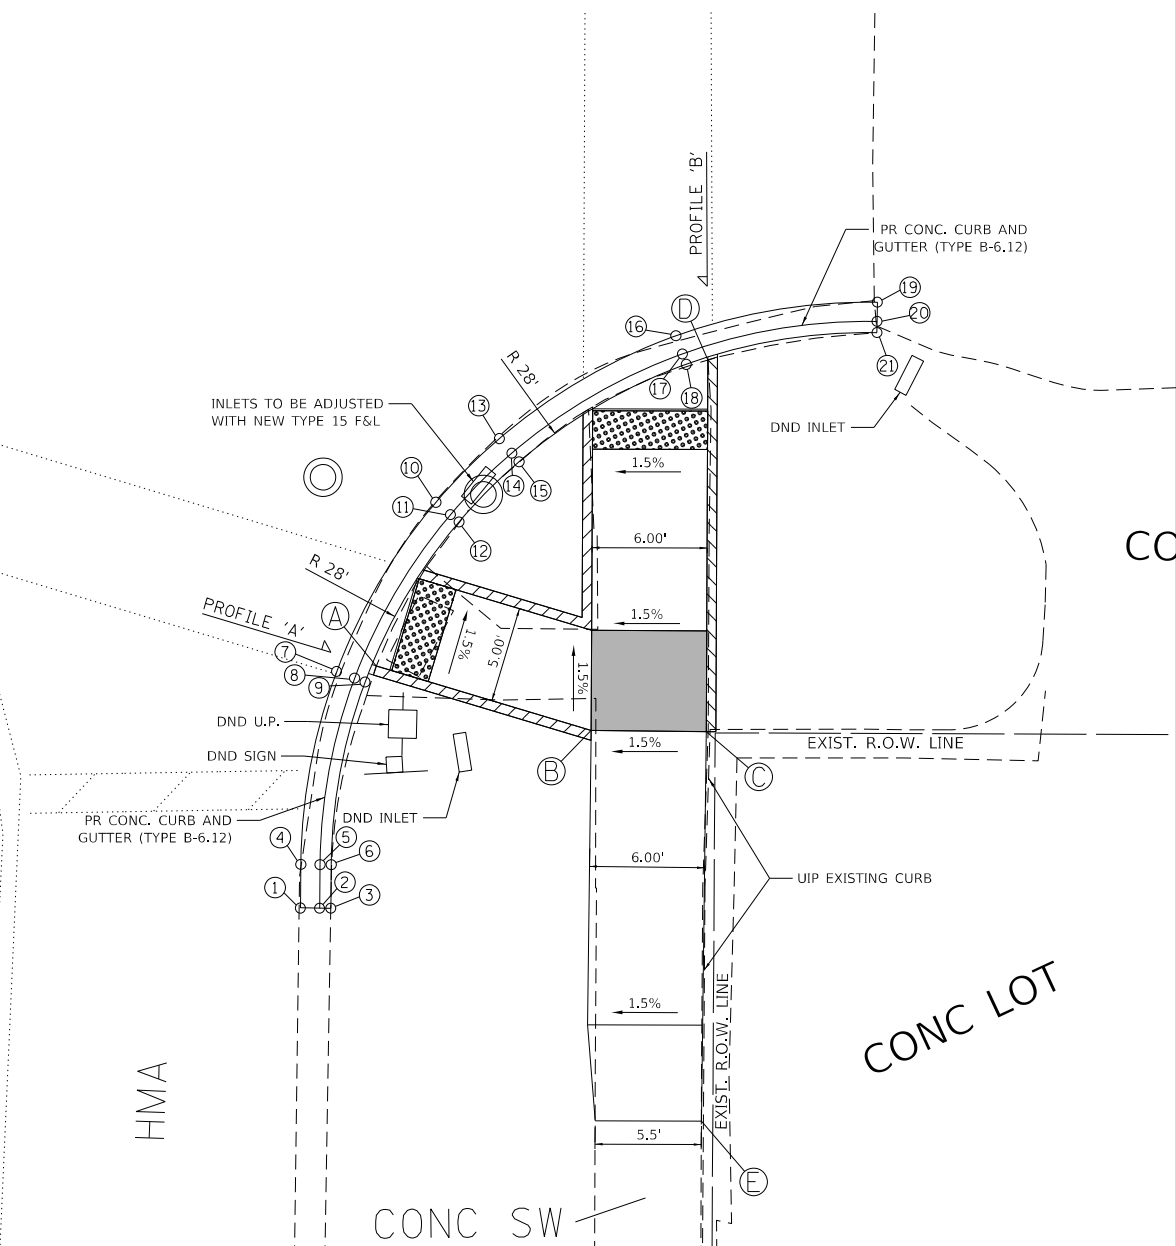 PROFILE 'B'
PR CONC. CURB AND
GUTTER (TYPE B-6.12)
19
D
20
16
17
21
R 28'
18
INLETS TO BE ADJUSTED
WITH NEW TYPE 15 F&L
13
DND INLET
1.5%
10
14
15
11
12
6.00'
CO
R 28'
PROFILE 'A'
A
1.5%
1.5%
5.00'
7
8
9
1.5%
DND U.P.
1.5%
EXIST. R.O.W. LINE
DND SIGN
B
C
PR CONC. CURB AND
GUTTER (TYPE B-6.12)
DND INLET
4
5
6
6.00'
UIP EXISTING CURB
1
2
3
1.5%
EXIST. R.O.W. LINE
CONC LOT
HMA
5.5'
E
CONC SW